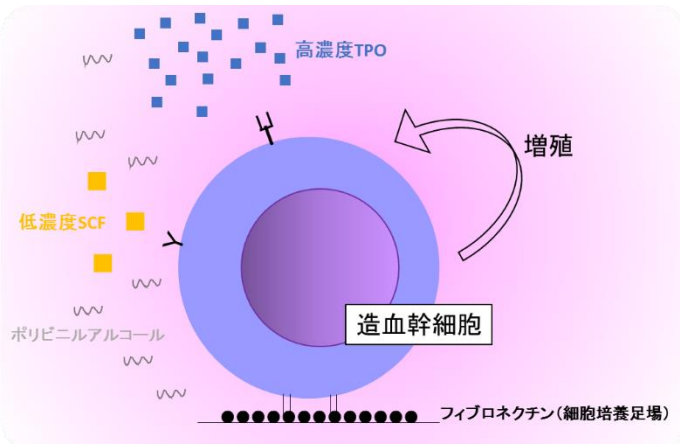 高濃度TPO
増殖
低濃度SCF
造血幹細胞
ポリビニルアルコール
フィブロネクチン(細胞培養足場)